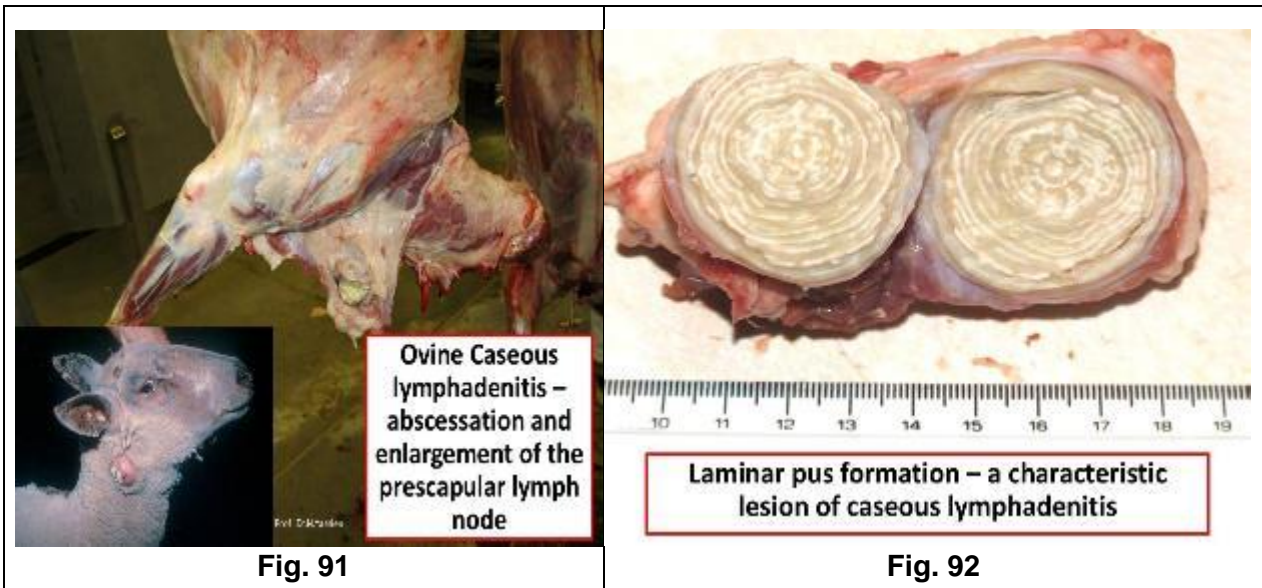 Ovine Caseous
lymphadenitis –
abscessation and
enlargement of the
prescapular lymph
node
Fig. 91
10 11 12 13 14 15 16 17 18 19
Laminar pus formation – a characteristic
lesion of caseous lymphadenitis
Fig. 92